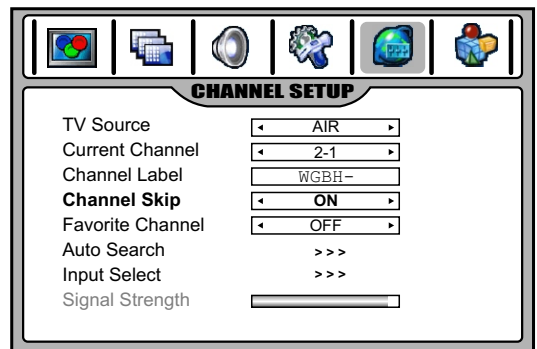 CHANNEL SETUP
TV Source AIR
Current Channel 2-1
Channel Label WGBH-
Channel Skip ON
Favorite Channel OFF
Auto Search >>>
Input Select >>>
Signal Strength